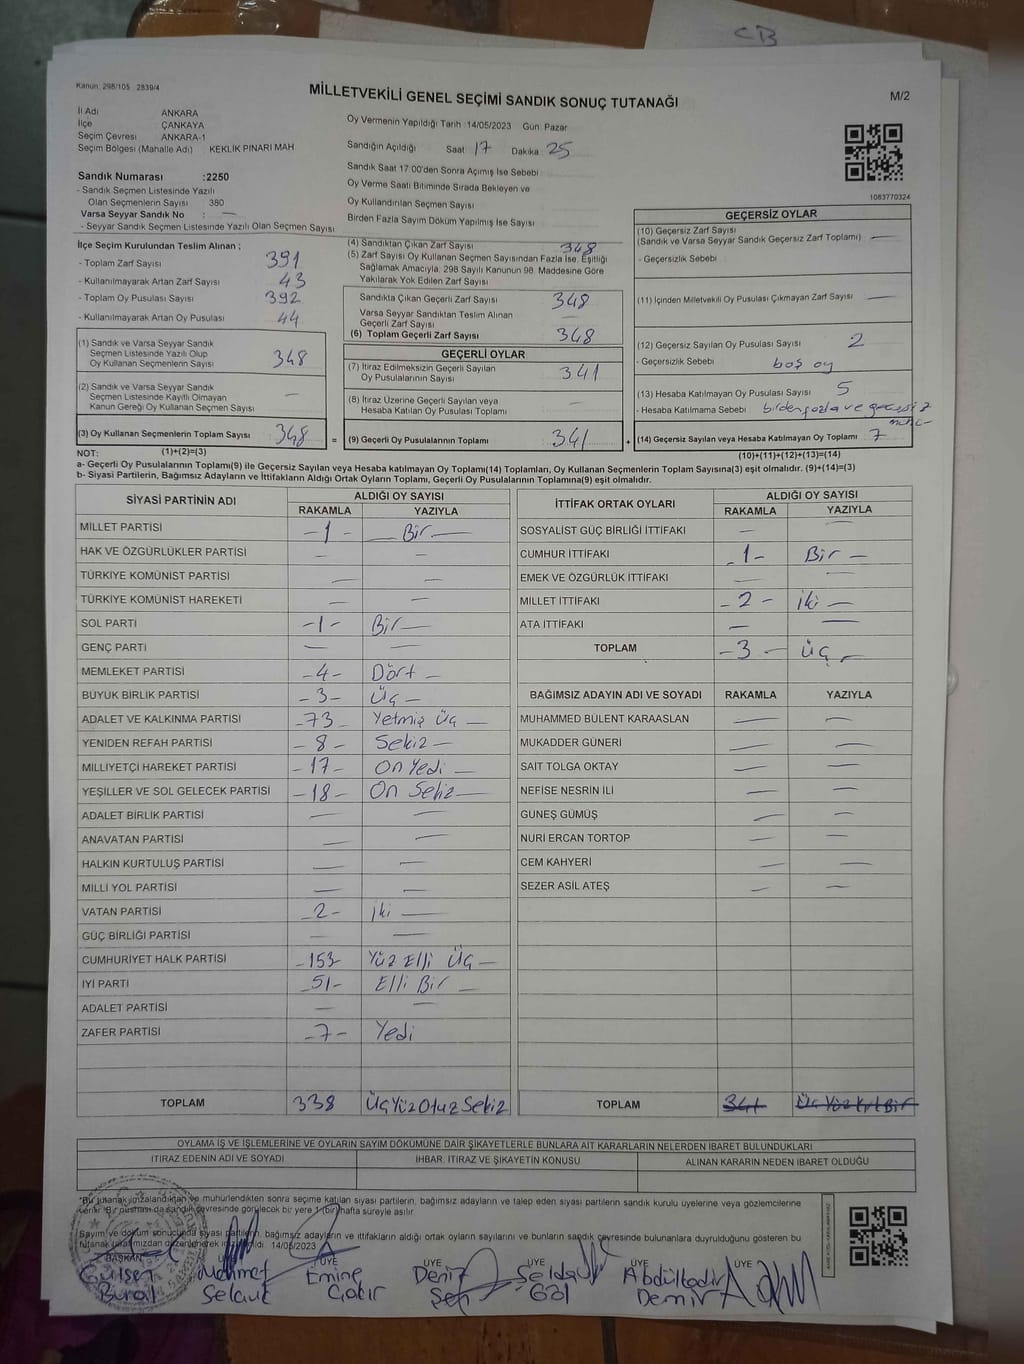 CB
Kanun: 298/105 2839/4
MİLLETVEKİLİ GENEL SEÇİMİ SANDIK SONUÇ TUTANAĞI
M/2
İl Adı ANKARA
İlçe ÇANKAYA
Seçim Çevresi ANKARA-1
Seçim Bölgesi (Mahalle Adı) KEKLİK PINARI MAH
Sandık Numarası :2250
- Sandık Seçmen Listesinde Yazılı
Olan Seçmenlerin Sayısı 380
Varsa Seyyar Sandık No : —
- Seyyar Sandık Seçmen Listesinde Yazılı Olan Seçmen Sayısı
Oy Vermenin Yapıldığı Tarih :14/05/2023 Gün Pazar
Sandığın Açıldığı Saat 17 Dakika 25
Sandık Saat 17:00'den Sonra Açımış İse Sebebi
Oy Verme Saati Bitiminde Sırada Bekleyen ve
Oy Kullandırılan Seçmen Sayısı
Birden Fazla Sayım Döküm Yapılmış İse Sayısı
1083770324
İlçe Seçim Kurulundan Teslim Alınan ;
- Toplam Zarf Sayısı 391
- Kullanılmayarak Artan Zarf Sayısı 43
- Toplam Oy Pusulası Sayısı 392
- Kullanılmayarak Artan Oy Pusulası 44
(1) Sandık ve Varsa Seyyar Sandık
Seçmen Listesinde Yazılı Olup
Oy Kullanan Seçmenlerin Sayısı 348
(2) Sandık ve Varsa Seyyar Sandık
Seçmen Listesinde Kayıtlı Olmayan
Kanun Gereği Oy Kullanan Seçmen Sayısı —
(3) Oy Kullanan Seçmenlerin Toplam Sayısı 348
(4) Sandıktan Çıkan Zarf Sayısı 348
(5) Zarf Sayısı Oy Kullanan Seçmen Sayısından Fazla İse, Eşitliği
Sağlamak Amacıyla, 298 Sayılı Kanunun 98. Maddesine Göre
Yakılarak Yok Edilen Zarf Sayısı
Sandıkta Çıkan Geçerli Zarf Sayısı 348
Varsa Seyyar Sandıktan Teslim Alınan
Geçerli Zarf Sayısı —
(6) Toplam Geçerli Zarf Sayısı 348
GEÇERLİ OYLAR
(7) İtiraz Edilmeksizin Geçerli Sayılan
Oy Pusulalarının Sayısı 341
(8) İtiraz Üzerine Geçerli Sayılan veya
Hesaba Katılan Oy Pusulası Toplamı —
= (9) Geçerli Oy Pusulalarının Toplamı 341 +
GEÇERSİZ OYLAR
(10) Geçersiz Zarf Sayısı
(Sandık ve Varsa Seyyar Sandık Geçersiz Zarf Toplamı) —
- Geçersizlik Sebebi
(11) İçinden Milletvekili Oy Pusulası Çıkmayan Zarf Sayısı —
(12) Geçersiz Sayılan Oy Pusulası Sayısı 2
- Geçersizlik Sebebi boş oy
(13) Hesaba Katılmayan Oy Pusulası Sayısı 5
- Hesaba Katılmama Sebebi birden fazla ve geçersiz
(14) Geçersiz Sayılan veya Hesaba Katılmayan Oy Toplamı 7
NOT: (1)+(2)=(3) (10)+(11)+(12)+(13)=(14)
a- Geçerli Oy Pusulalarının Toplamı(9) ile Geçersiz Sayılan veya Hesaba katılmayan Oy Toplamı(14) Toplamları, Oy Kullanan Seçmenlerin Toplam Sayısına(3) eşit olmalıdır. (9)+(14)=(3)
b- Siyasi Partilerin, Bağımsız Adayların ve İttifakların Aldığı Ortak Oyların Toplamı, Geçerli Oy Pusulalarının Toplamına(9) eşit olmalıdır.
SİYASİ PARTİNİN ADI ALDIĞI OY SAYISI
RAKAMLA YAZIYLA
MİLLET PARTİSİ -1- Bir —
HAK VE ÖZGÜRLÜKLER PARTİSİ — —
TÜRKİYE KOMÜNİST PARTİSİ — —
TÜRKİYE KOMÜNİST HAREKETİ — —
SOL PARTİ -1- Bir —
GENÇ PARTİ — —
MEMLEKET PARTİSİ -4- Dört —
BÜYÜK BİRLİK PARTİSİ -3- Üç —
ADALET VE KALKINMA PARTİSİ -73- Yetmiş Üç —
YENİDEN REFAH PARTİSİ -8- Sekiz —
MİLLİYETÇİ HAREKET PARTİSİ -17- On Yedi —
YEŞİLLER VE SOL GELECEK PARTİSİ -18- On Sekiz —
ADALET BİRLİK PARTİSİ — —
ANAVATAN PARTİSİ — —
HALKIN KURTULUŞ PARTİSİ — —
MİLLİ YOL PARTİSİ — —
VATAN PARTİSİ -2- iki —
GÜÇ BİRLİĞİ PARTİSİ — —
CUMHURİYET HALK PARTİSİ -153- Yüz Elli Üç —
İYİ PARTİ -51- Elli Bir —
ADALET PARTİSİ — —
ZAFER PARTİSİ -7- Yedi
TOPLAM 338 ÜçYüzOtuzSekiz
İTTİFAK ORTAK OYLARI ALDIĞI OY SAYISI
RAKAMLA YAZIYLA
SOSYALİST GÜÇ BİRLİĞİ İTTİFAKI — —
CUMHUR İTTİFAKI -1- Bir —
EMEK VE ÖZGÜRLÜK İTTİFAKI — —
MİLLET İTTİFAKI -2- iki —
ATA İTTİFAKI — —
TOPLAM -3- üç —
BAĞIMSIZ ADAYIN ADI VE SOYADI RAKAMLA YAZIYLA
MUHAMMED BÜLENT KARAASLAN — —
MUKADDER GÜNERİ — —
SAİT TOLGA OKTAY — —
NEFİSE NESRİN İLİ — —
GÜNEŞ GÜMÜŞ — —
NURİ ERCAN TORTOP — —
CEM KAHYERİ — —
SEZER ASİL ATEŞ — —
TOPLAM 341 Üç Yüz Kırk Bir
OYLAMA İŞ VE İŞLEMLERİNE VE OYLARIN SAYIM DÖKÜMÜNE DAİR ŞİKAYETLERLE BUNLARA AİT KARARLARIN NELERDEN İBARET BULUNDUKLARI
İTİRAZ EDENİN ADI VE SOYADI İHBAR, İTİRAZ VE ŞİKAYETİN KONUSU ALINAN KARARIN NEDEN İBARET OLDUĞU
*Bu tutanak imzalandıktan ve mühürlendikten sonra seçime katılan siyasi partilerin, bağımsız adayların ve talep eden siyasi partilerin sandık kurulu üyelerine veya gözlemcilerine
verilir. Bir nüshası da sandık çevresinde görülecek bir yere 1 (bir) hafta süreyle asılır.
Sayım ve döküm sonucunda siyasi partilerin, bağımsız adayların ve ittifakların aldığı ortak oyların sayılarını ve bunların sandık çevresinde bulunanlara duyrulduğunu gösteren bu
tutanak tarafımızdan düzenlenerek imzalandı. 14/05/2023
BAŞKAN ÜYE ÜYE ÜYE ÜYE
Gülsen Mehmet Emine Deniz Selda Abdülkadir
Bural Selçuk Çakır Şen Gül Demir